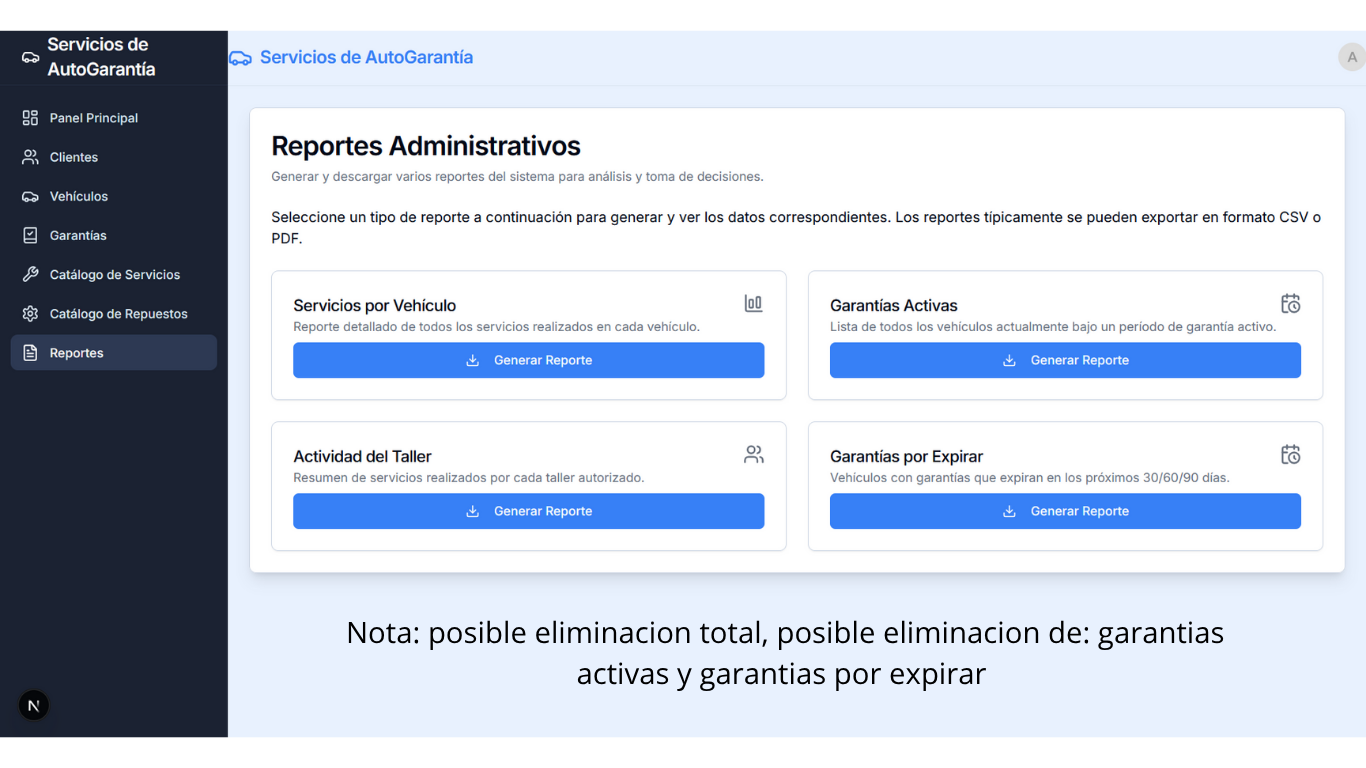 Servicios de
AutoGarantía
Servicios de AutoGarantía
A
Panel Principal
Clientes
Vehículos
Garantías
Catálogo de Servicios
Catálogo de Repuestos
Reportes
Reportes Administrativos
Generar y descargar varios reportes del sistema para análisis y toma de decisiones.
Seleccione un tipo de reporte a continuación para generar y ver los datos correspondientes. Los reportes típicamente se pueden exportar en formato CSV o
PDF.
Servicios por Vehículo
Reporte detallado de todos los servicios realizados en cada vehículo.
Generar Reporte
Garantías Activas
Lista de todos los vehículos actualmente bajo un período de garantía activo.
Generar Reporte
Actividad del Taller
Resumen de servicios realizados por cada taller autorizado.
Generar Reporte
Garantías por Expirar
Vehículos con garantías que expiran en los próximos 30/60/90 días.
Generar Reporte
Nota: posible eliminacion total, posible eliminacion de: garantias
activas y garantias por expirar
N